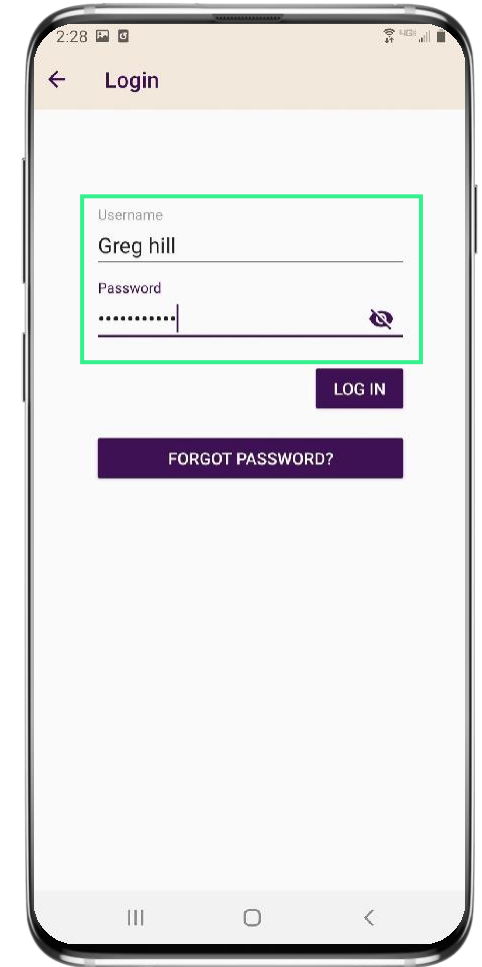 2:28
Login
Username
Greg hill
Password
•••••••••••
LOG IN
FORGOT PASSWORD?